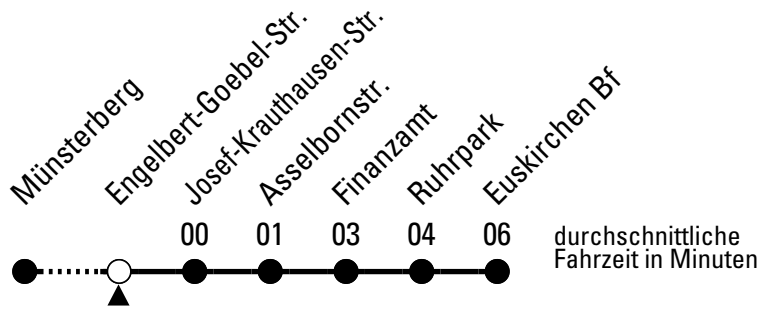 Münsterberg
Engelbert-Goebel-Str.
Josef-Krauthausen-Str.
Asselbornstr.
Finanzamt
Ruhrpark
Euskirchen Bf
00 01 03 04 06
durchschnittliche
Fahrzeit in Minuten